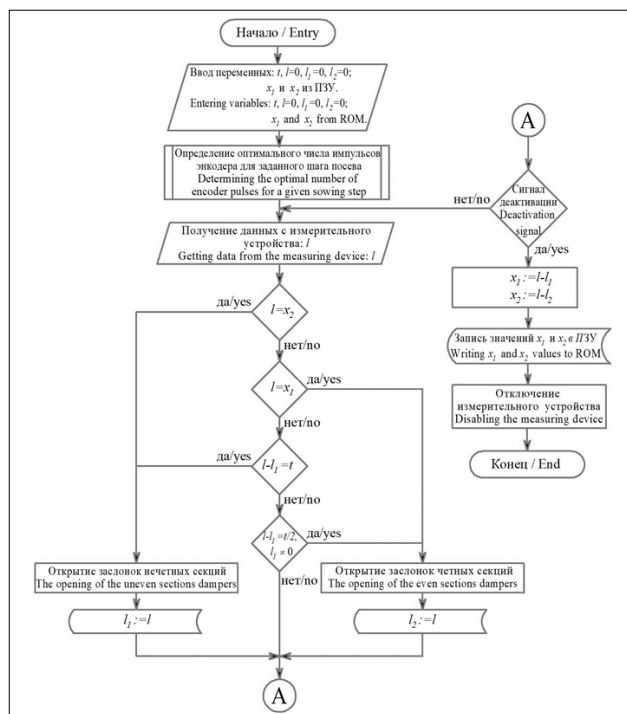 Начало / Entry
Ввод переменных: t, l=0, l₁=0, l₂=0;
x₁ и x₂ из ПЗУ.
Entering variables: t, l=0, l₁=0, l₂=0;
x₁ and x₂ from ROM.
Определение оптимального числа импульсов
энкодера для заданного шага посева
Determining the optimal number of
encoder pulses for a given sowing step
Получение данных с измерительного
устройства: l
Getting data from the measuring device: l
да/yes
l=x₂
нет/no
l=x₁
да/yes
нет/no
да/yes
l-l₁=t
нет/no
l-l₁=t/2,
l₁ ≠ 0
да/yes
нет/no
Открытие заслонок нечетных секций
The opening of the uneven sections dampers
l₁:=l
Открытие заслонок четных секций
The opening of the even sections dampers
l₂:=l
A
A
нет/no
Сигнал
деактивации
Deactivation
signal
да/yes
x₁:=l-l₁
x₂:=l-l₂
Запись значений x₁ и x₂ в ПЗУ
Writing x₁ and x₂ values to ROM
Отключение
измерительного устройства
Disabling the measuring device
Конец / End